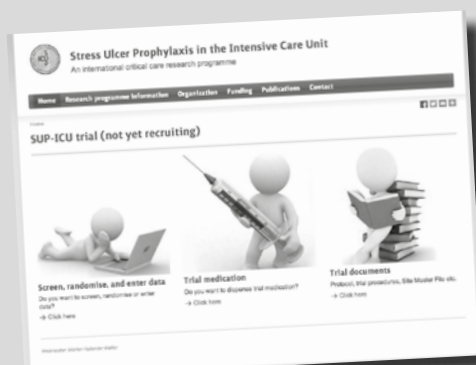 Stress Ulcer Prophylaxis in the Intensive Care Unit
An international critical care research programme
Home Research programme information Organisation Funding Publications Contact
Home
SUP-ICU trial (not yet recruiting)
Screen, randomise, and enter data
Do you want to screen, randomise or enter
data?
→ Click here
Trial medication
Do you want to dispense trial medication?
→ Click here
Trial documents
Protocol, trial procedures, Site Master File etc.
→ Click here